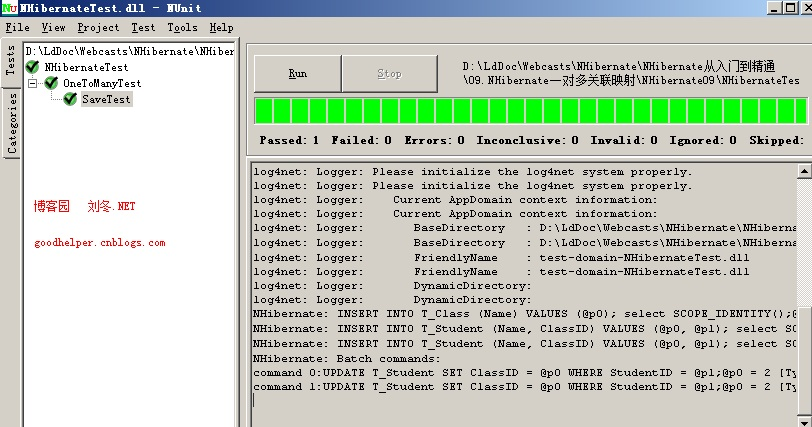 NHibernateTest.dll - NUnit
File View Project Test Tools Help
Tests
Categories
D:\LdDoc\Webcasts\NHibernate\NHiber
NHibernateTest
OneToManyTest
SaveTest
博客园 刘冬.NET
goodhelper.cnblogs.com
Run
Stop
D:\LdDoc\Webcasts\NHibernate\NHibernate从入门到精通
\09. NHibernate一对多关联映射\NHibernate09\NHibernateTes
Passed: 1 Failed: 0 Errors: 0 Inconclusive: 0 Invalid: 0 Ignored: 0 Skipped:
log4net: Logger: Please initialize the log4net system properly.
log4net: Logger: Please initialize the log4net system properly.
log4net: Logger: Current AppDomain context information:
log4net: Logger: Current AppDomain context information:
log4net: Logger: BaseDirectory : D:\LdDoc\Webcasts\NHibernate\NHiberna
log4net: Logger: BaseDirectory : D:\LdDoc\Webcasts\NHibernate\NHiberna
log4net: Logger: FriendlyName : test-domain-NHibernateTest.dll
log4net: Logger: FriendlyName : test-domain-NHibernateTest.dll
log4net: Logger: DynamicDirectory:
log4net: Logger: DynamicDirectory:
NHibernate: INSERT INTO T_Class (Name) VALUES (@p0); select SCOPE_IDENTITY();@
NHibernate: INSERT INTO T_Student (Name, ClassID) VALUES (@p0, @p1); select SC
NHibernate: INSERT INTO T_Student (Name, ClassID) VALUES (@p0, @p1); select SC
NHibernate: Batch commands:
command 0:UPDATE T_Student SET ClassID = @p0 WHERE StudentID = @p1;@p0 = 2 [Ty
command 1:UPDATE T_Student SET ClassID = @p0 WHERE StudentID = @p1;@p0 = 2 [Ty